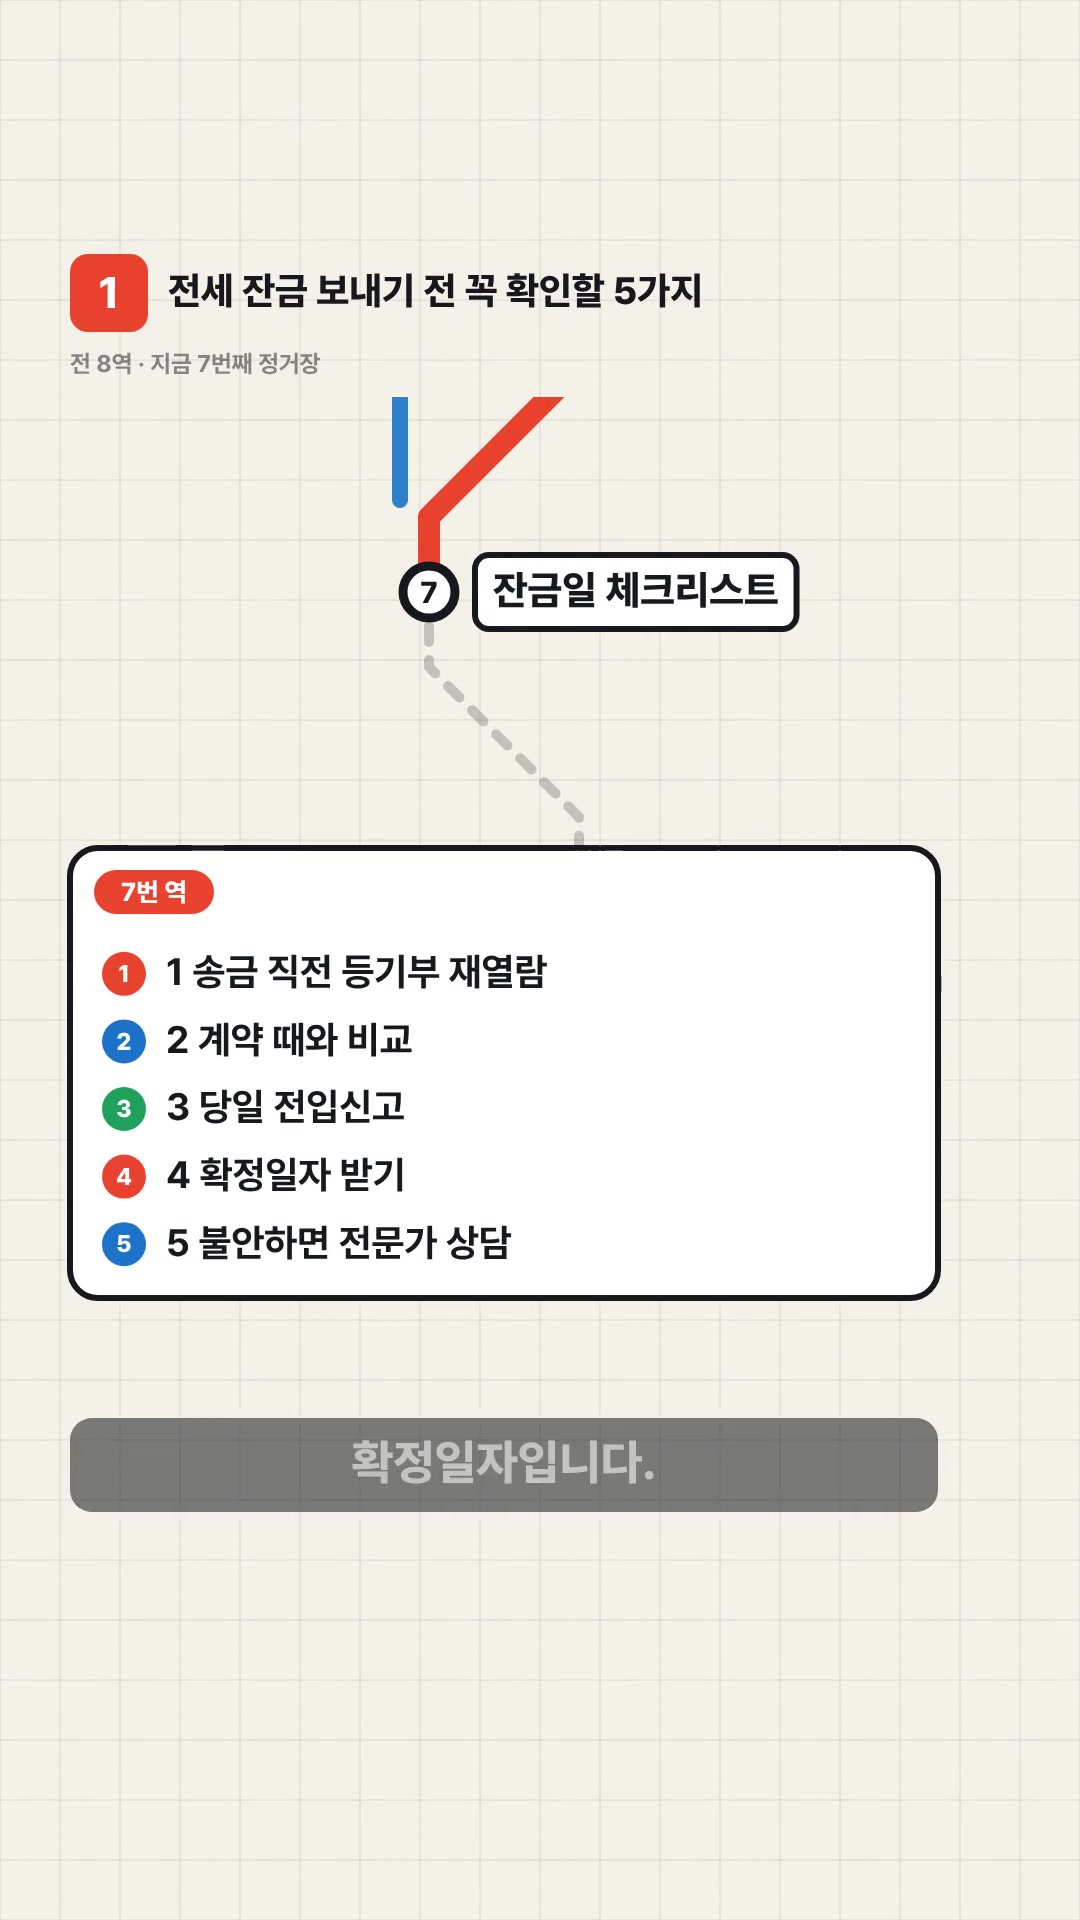 1 전세 잔금 보내기 전 꼭 확인할 5가지
전 8역 · 지금 7번째 정거장
7 잔금일 체크리스트
7번 역
1 1 송금 직전 등기부 재열람
2 2 계약 때와 비교
3 3 당일 전입신고
4 4 확정일자 받기
5 5 불안하면 전문가 상담
확정일자입니다.